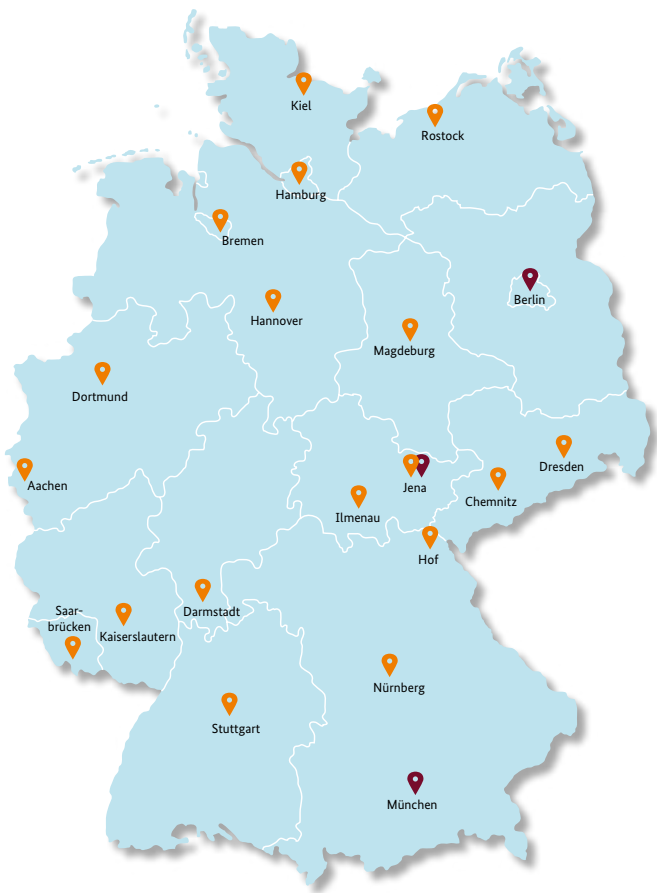 Kiel
Rostock
Hamburg
Bremen
Berlin
Hannover
Magdeburg
Dortmund
Dresden
Aachen
Jena
Chemnitz
Ilmenau
Hof
Saar-
brücken
Darmstadt
Kaiserslautern
Nürnberg
Stuttgart
München